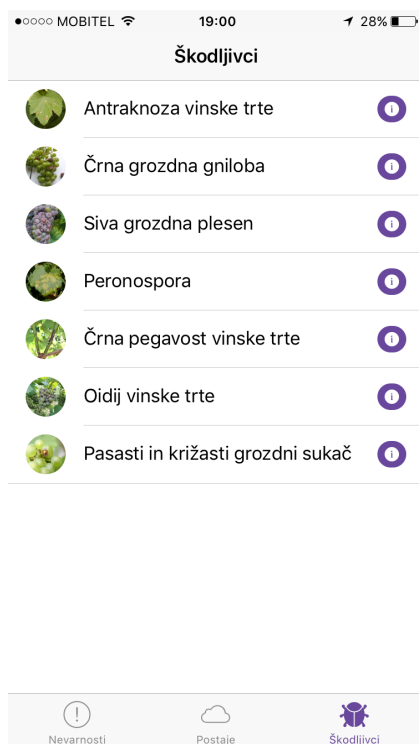 MOBITEL 19:00 28%
Škodljivci
Antraknoza vinske trte
Črna grozdna gniloba
Siva grozdna plesen
Peronospora
Črna pegavost vinske trte
Oidij vinske trte
Pasasti in križasti grozdni sukač
Nevarnosti Postaje Škodljivci